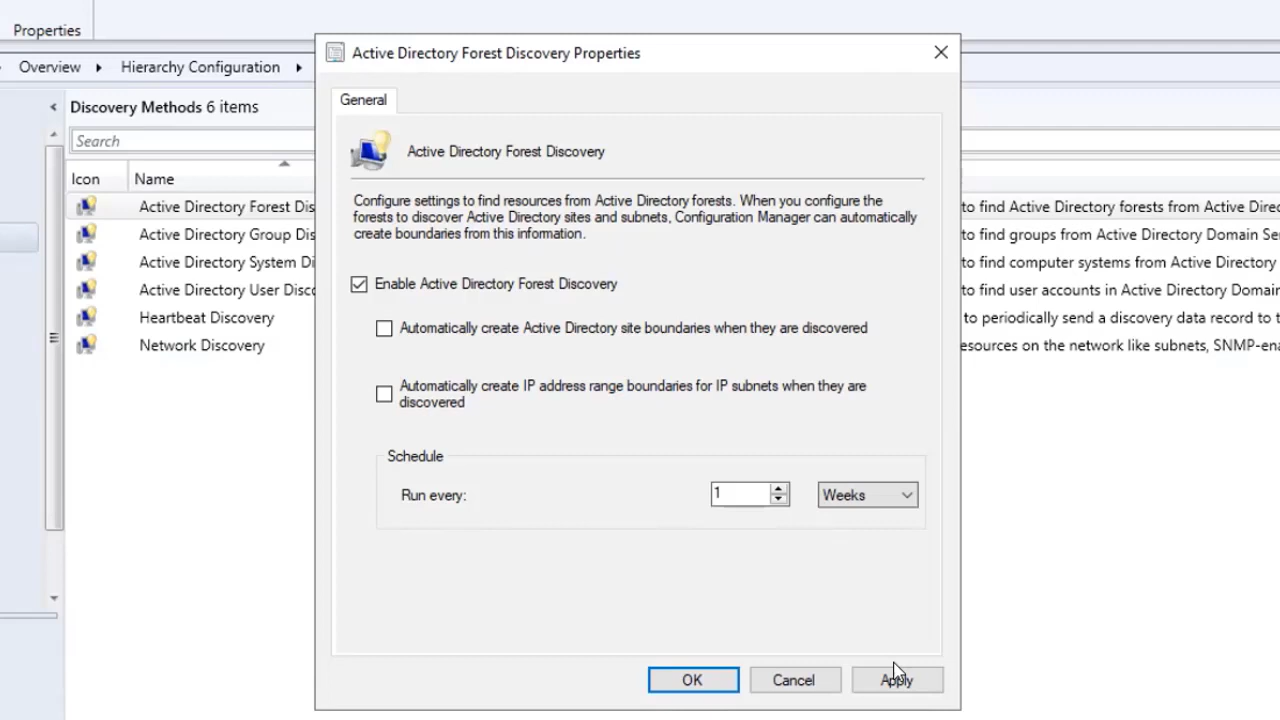 Properties
Overview
Hierarchy Configuration
Discovery Methods 6 items
Search
Icon Name
Active Directory Forest Dis
to find Active Directory forests from Active Direc
Active Directory Group Dis
to find groups from Active Directory Domain Se
Active Directory System Di
to find computer systems from Active Directory
Active Directory User Disco
to find user accounts in Active Directory Domain
Heartbeat Discovery
to periodically send a discovery data record to t
Network Discovery
esources on the network like subnets, SNMP-ena
Active Directory Forest Discovery Properties
General
Active Directory Forest Discovery
Configure settings to find resources from Active Directory forests. When you configure the
forests to discover Active Directory sites and subnets, Configuration Manager can automatically
create boundaries from this information.
Enable Active Directory Forest Discovery
Automatically create Active Directory site boundaries when they are discovered
Automatically create IP address range boundaries for IP subnets when they are
discovered
Schedule
Run every: 1 Weeks
OK Cancel Apply